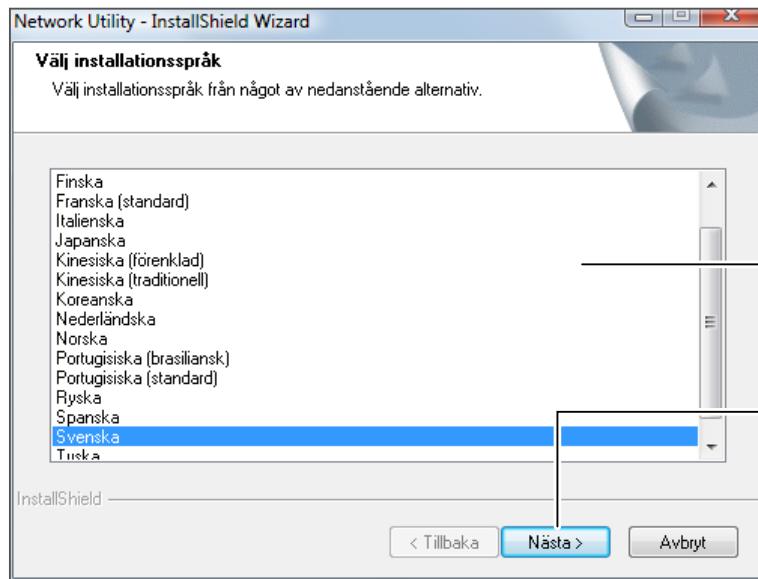 Network Utility - InstallShield Wizard
Välj installationsspråk
Välj installationsspråk från något av nedanstående alternativ.
Finska
Franska (standard)
Italienska
Japanska
Kinesiska (förenklad)
Kinesiska (traditionell)
Koreanska
Nederländska
Norska
Portugisiska (brasiliansk)
Portugisiska (standard)
Ryska
Spanska
Svenska
Tyska
InstallShield
< Tillbaka
Nästa >
Avbryt